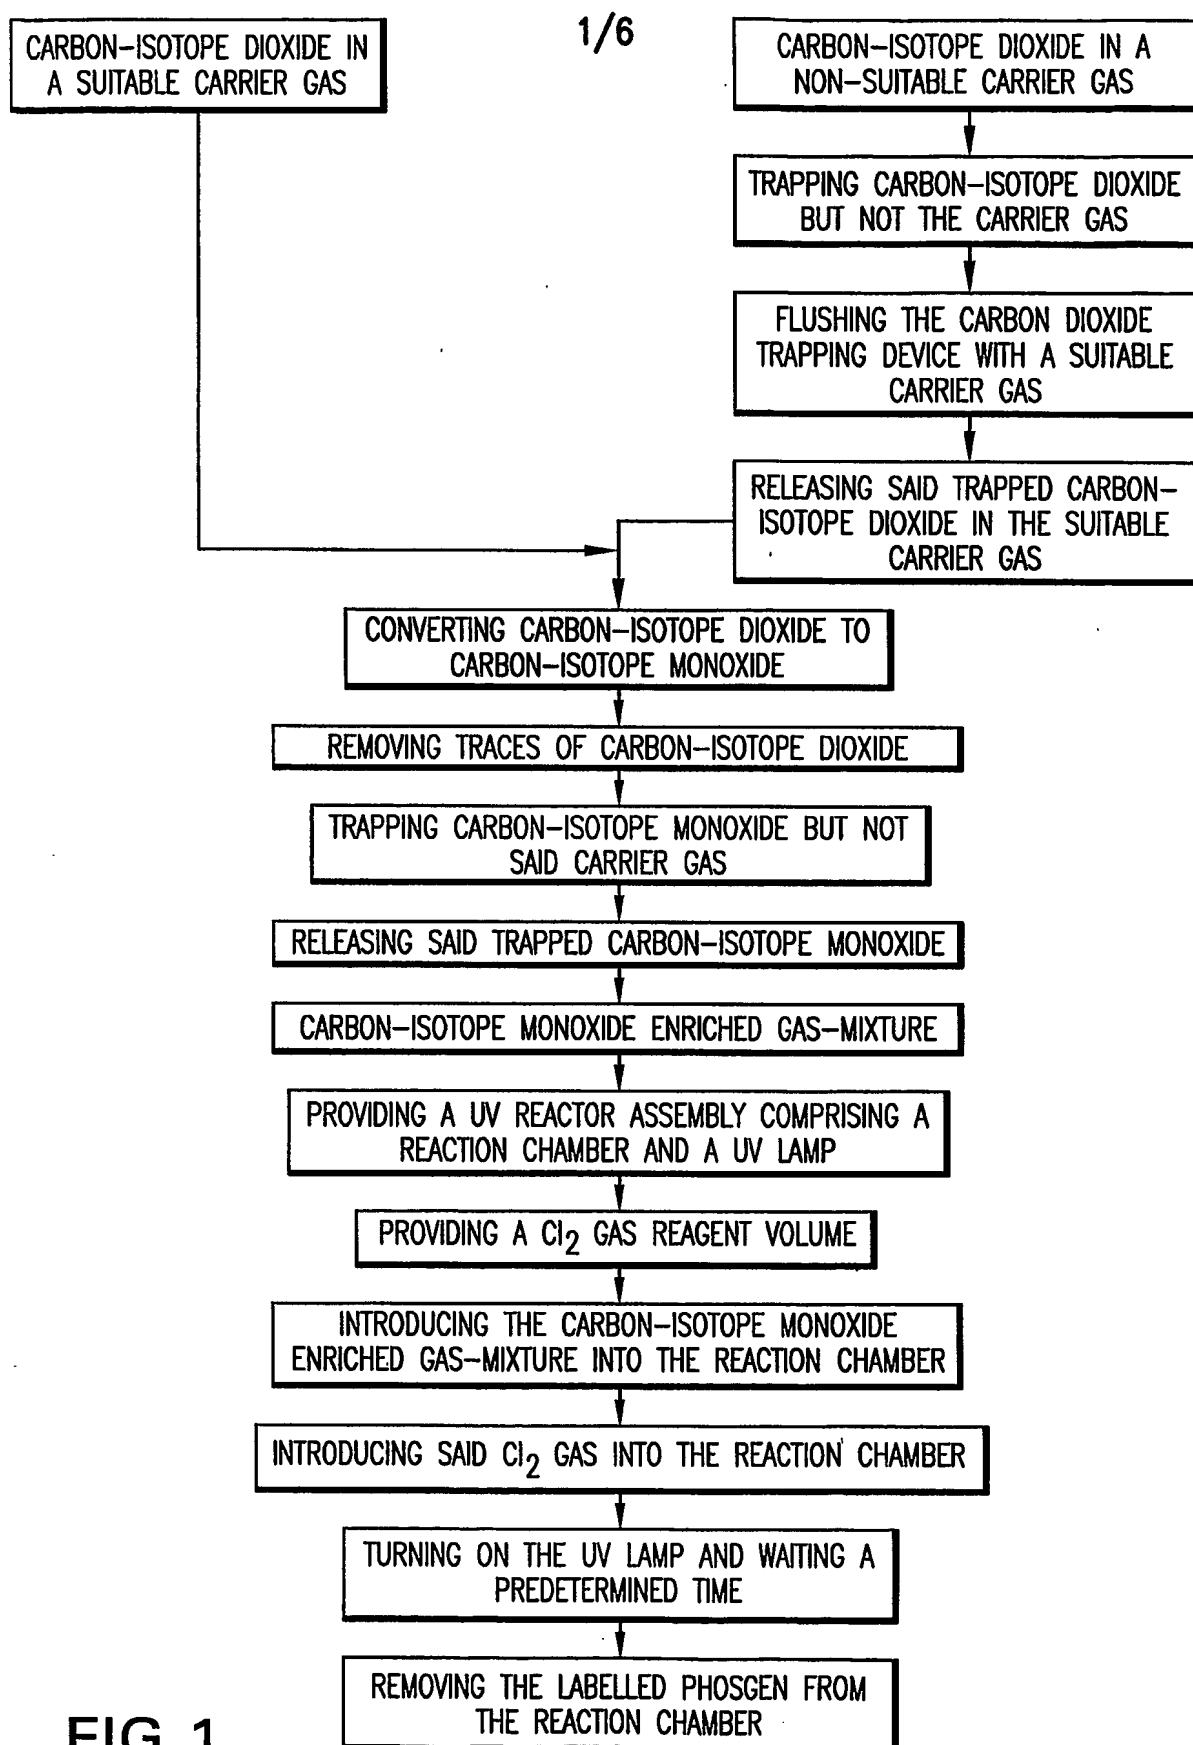 1/6
CARBON-ISOTOPE DIOXIDE IN
A SUITABLE CARRIER GAS
CARBON-ISOTOPE DIOXIDE IN A
NON-SUITABLE CARRIER GAS
TRAPPING CARBON-ISOTOPE DIOXIDE
BUT NOT THE CARRIER GAS
FLUSHING THE CARBON DIOXIDE
TRAPPING DEVICE WITH A SUITABLE
CARRIER GAS
RELEASING SAID TRAPPED CARBON-
ISOTOPE DIOXIDE IN THE SUITABLE
CARRIER GAS
CONVERTING CARBON-ISOTOPE DIOXIDE TO
CARBON-ISOTOPE MONOXIDE
REMOVING TRACES OF CARBON-ISOTOPE DIOXIDE
TRAPPING CARBON-ISOTOPE MONOXIDE BUT NOT
SAID CARRIER GAS
RELEASING SAID TRAPPED CARBON-ISOTOPE MONOXIDE
CARBON-ISOTOPE MONOXIDE ENRICHED GAS-MIXTURE
PROVIDING A UV REACTOR ASSEMBLY COMPRISING A
REACTION CHAMBER AND A UV LAMP
PROVIDING A Cl2 GAS REAGENT VOLUME
INTRODUCING THE CARBON-ISOTOPE MONOXIDE
ENRICHED GAS-MIXTURE INTO THE REACTION CHAMBER
INTRODUCING SAID Cl2 GAS INTO THE REACTION CHAMBER
TURNING ON THE UV LAMP AND WAITING A
PREDETERMINED TIME
REMOVING THE LABELLED PHOSGEN FROM
THE REACTION CHAMBER
FIG. 1